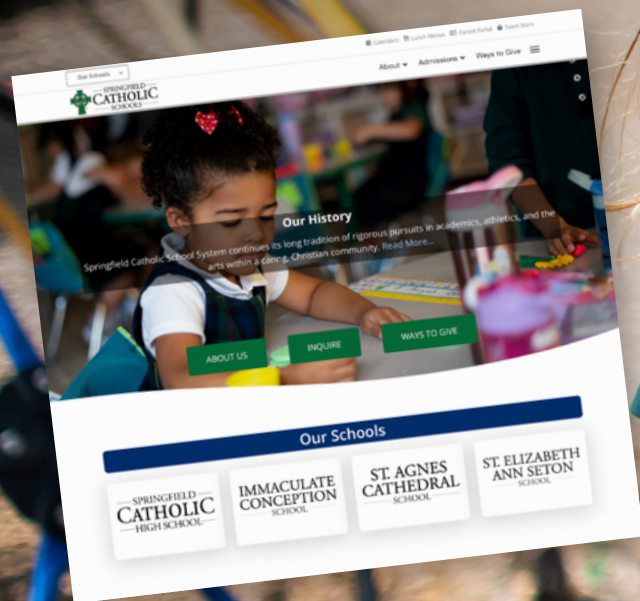 Calendars Lunch Menus Parent Portal Team Store
Our Schools
About Admissions Ways to Give
SPRINGFIELD
CATHOLIC
SCHOOLS
Our History
Springfield Catholic School System continues its long tradition of rigorous pursuits in academics, athletics, and the
arts within a caring, Christian community. Read More...
ABOUT US INQUIRE WAYS TO GIVE
Our Schools
SPRINGFIELD
CATHOLIC
HIGH SCHOOL
IMMACULATE
CONCEPTION
SCHOOL
ST. AGNES
CATHEDRAL
SCHOOL
ST. ELIZABETH
ANN SETON
SCHOOL